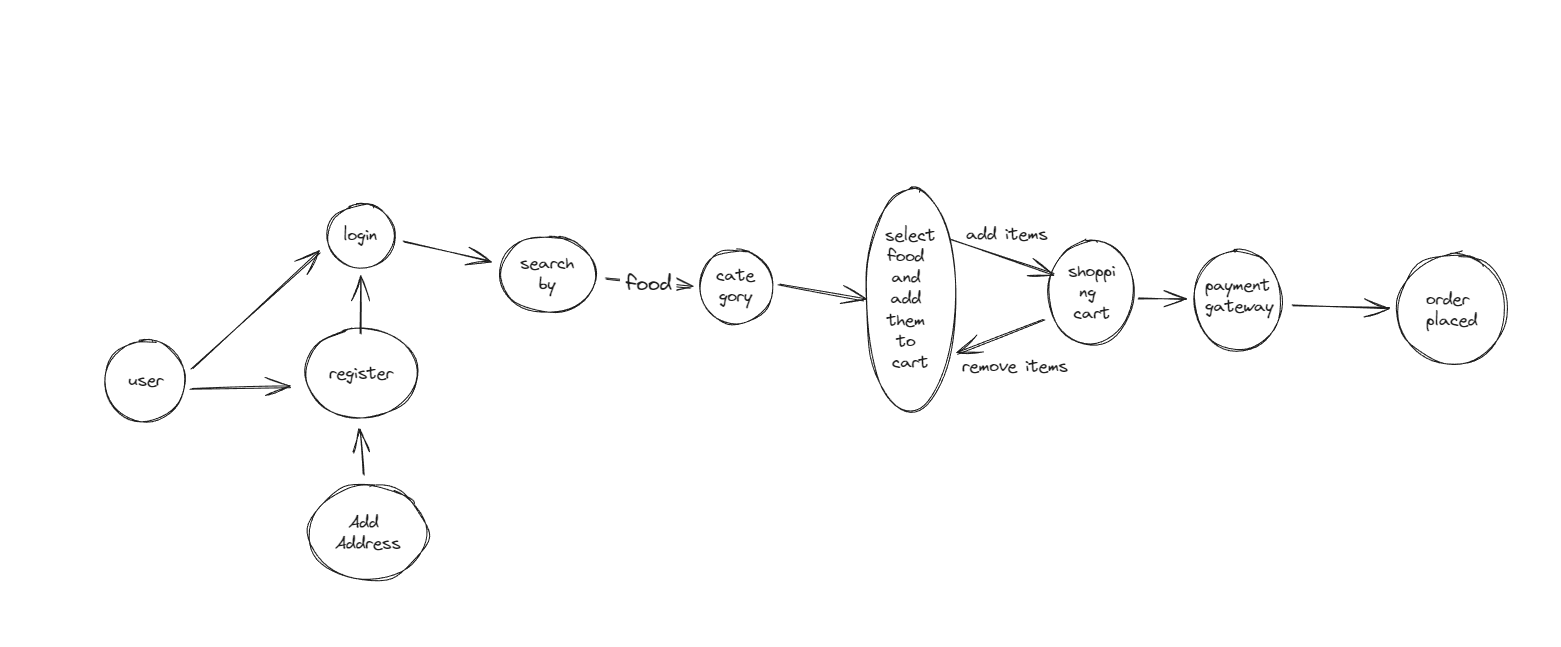 user
login
register
Add
Address
search
by
food
cate
gory
select
food
and
add
them
to
cart
add items
remove items
shoppi
ng
cart
payment
gateway
order
placed